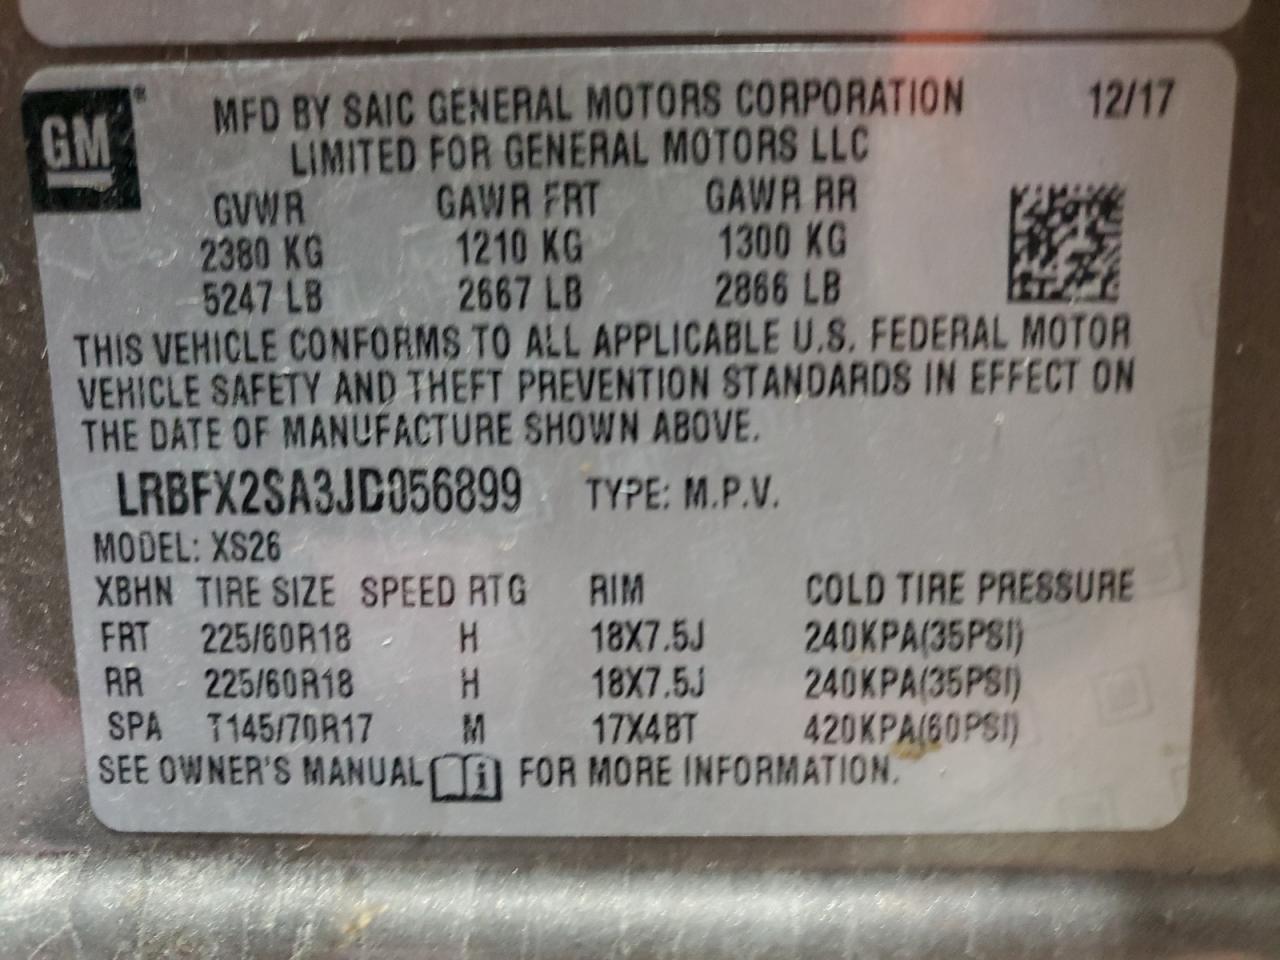 GM®
MFD BY SAIC GENERAL MOTORS CORPORATION 12/17
LIMITED FOR GENERAL MOTORS LLC
GVWR GAWR FRT GAWR RR
2380 KG 1210 KG 1300 KG
5247 LB 2667 LB 2866 LB
THIS VEHICLE CONFORMS TO ALL APPLICABLE U.S. FEDERAL MOTOR
VEHICLE SAFETY AND THEFT PREVENTION STANDARDS IN EFFECT ON
THE DATE OF MANUFACTURE SHOWN ABOVE.
LRBFX2SA3JD056899 TYPE: M.P.V.
MODEL: XS26
XBHN TIRE SIZE SPEED RTG RIM COLD TIRE PRESSURE
FRT 225/60R18 H 18X7.5J 240KPA(35PSI)
RR 225/60R18 H 18X7.5J 240KPA(35PSI)
SPA T145/70R17 M 17X4BT 420KPA(60PSI)
SEE OWNER'S MANUAL i FOR MORE INFORMATION.